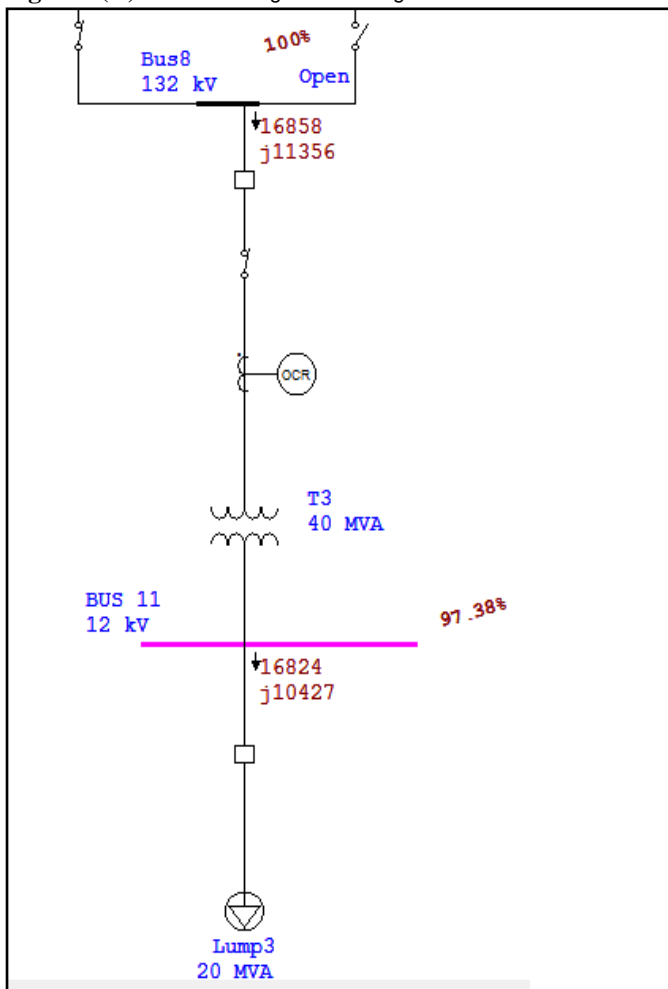 100%
Bus8
132 kV
Open
16858
j11356
OCR
T3
40 MVA
BUS 11
12 kV
97.38%
16824
j10427
Lump3
20 MVA